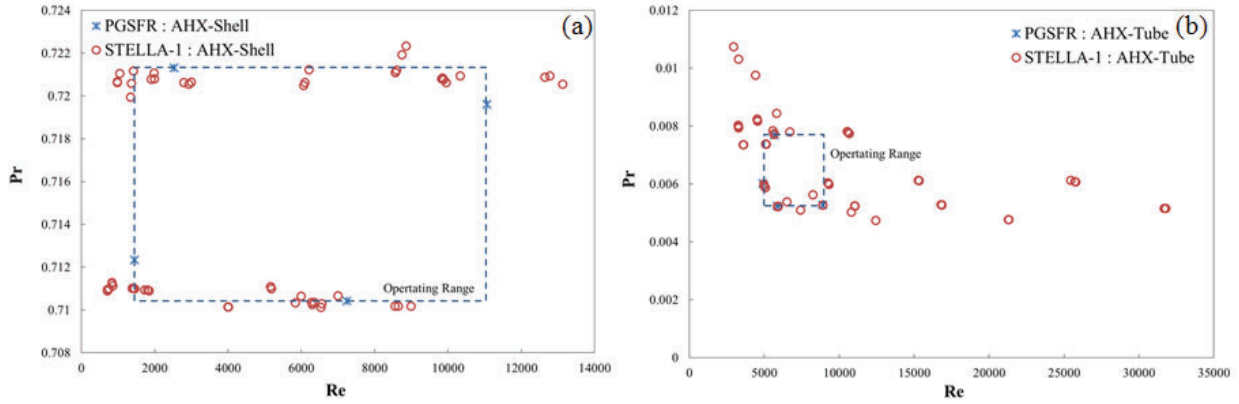 (a)
PGSFR : AHX-Shell
STELLA-1 : AHX-Shell
0.724
0.722
0.72
0.718
0.716
0.714
0.712
0.71
0.708
Pr
Opertating Range
0
2000
4000
6000
8000
10000
12000
14000
Re
(b)
PGSFR : AHX-Tube
STELLA-1 : AHX-Tube
0.012
0.01
0.008
0.006
0.004
0.002
0
Pr
Opertating Range
0
5000
10000
15000
20000
25000
30000
35000
Re